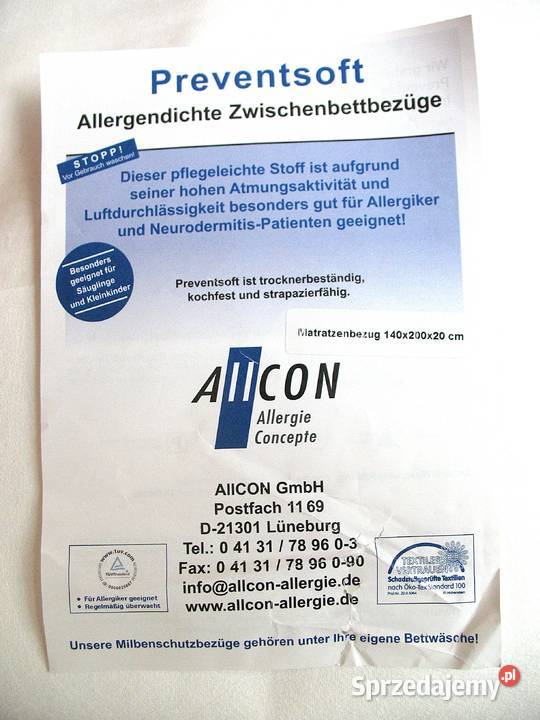 Preventsoft
Allergendichte Zwischenbettbezüge
STOPP!
Vor Gebrauch waschen!
Dieser pflegeleichte Stoff ist aufgrund
seiner hohen Atmungsaktivität und
Luftdurchlässigkeit besonders gut für Allergiker
und Neurodermitis-Patienten geeignet!
Besonders
geeignet für
Säuglinge
und Kleinkinder
Preventsoft ist trocknerbeständig,
kochfest und strapazierfähig.
Matratzenbezug 140x200x20 cm
AllCON
Allergie
Concepte
AllCON GmbH
Postfach 11 69
D-21301 Lüneburg
Tel.: 0 41 31 / 78 96 0-3
Fax: 0 41 31 / 78 96 0-90
info@allcon-allergie.de
www.allcon-allergie.de
www.tuv.com
• Für Allergiker geeignet
• Regelmäßig überwacht
TEXTILES
VERTRAUEN
Schadstoffgeprüfte Textilien
nach Öko-Tex Standard 100
Unsere Milbenschutzbezüge gehören unter Ihre eigene Bettwäsche!
Sprzedajemy.pl